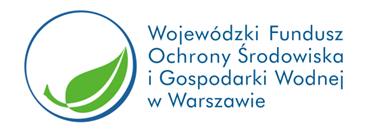 Wojewódzki Fundusz
Ochrony Środowiska
i Gospodarki Wodnej
w Warszawie